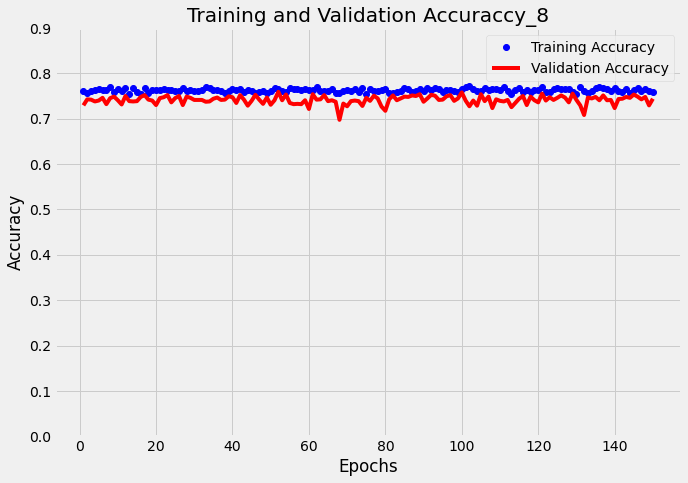 Training and Validation Accuraccy_8
0.9
0.8
0.7
0.6
0.5
0.4
0.3
0.2
0.1
0.0
Accuracy
Training Accuracy
Validation Accuracy
0 20 40 60 80 100 120 140
Epochs